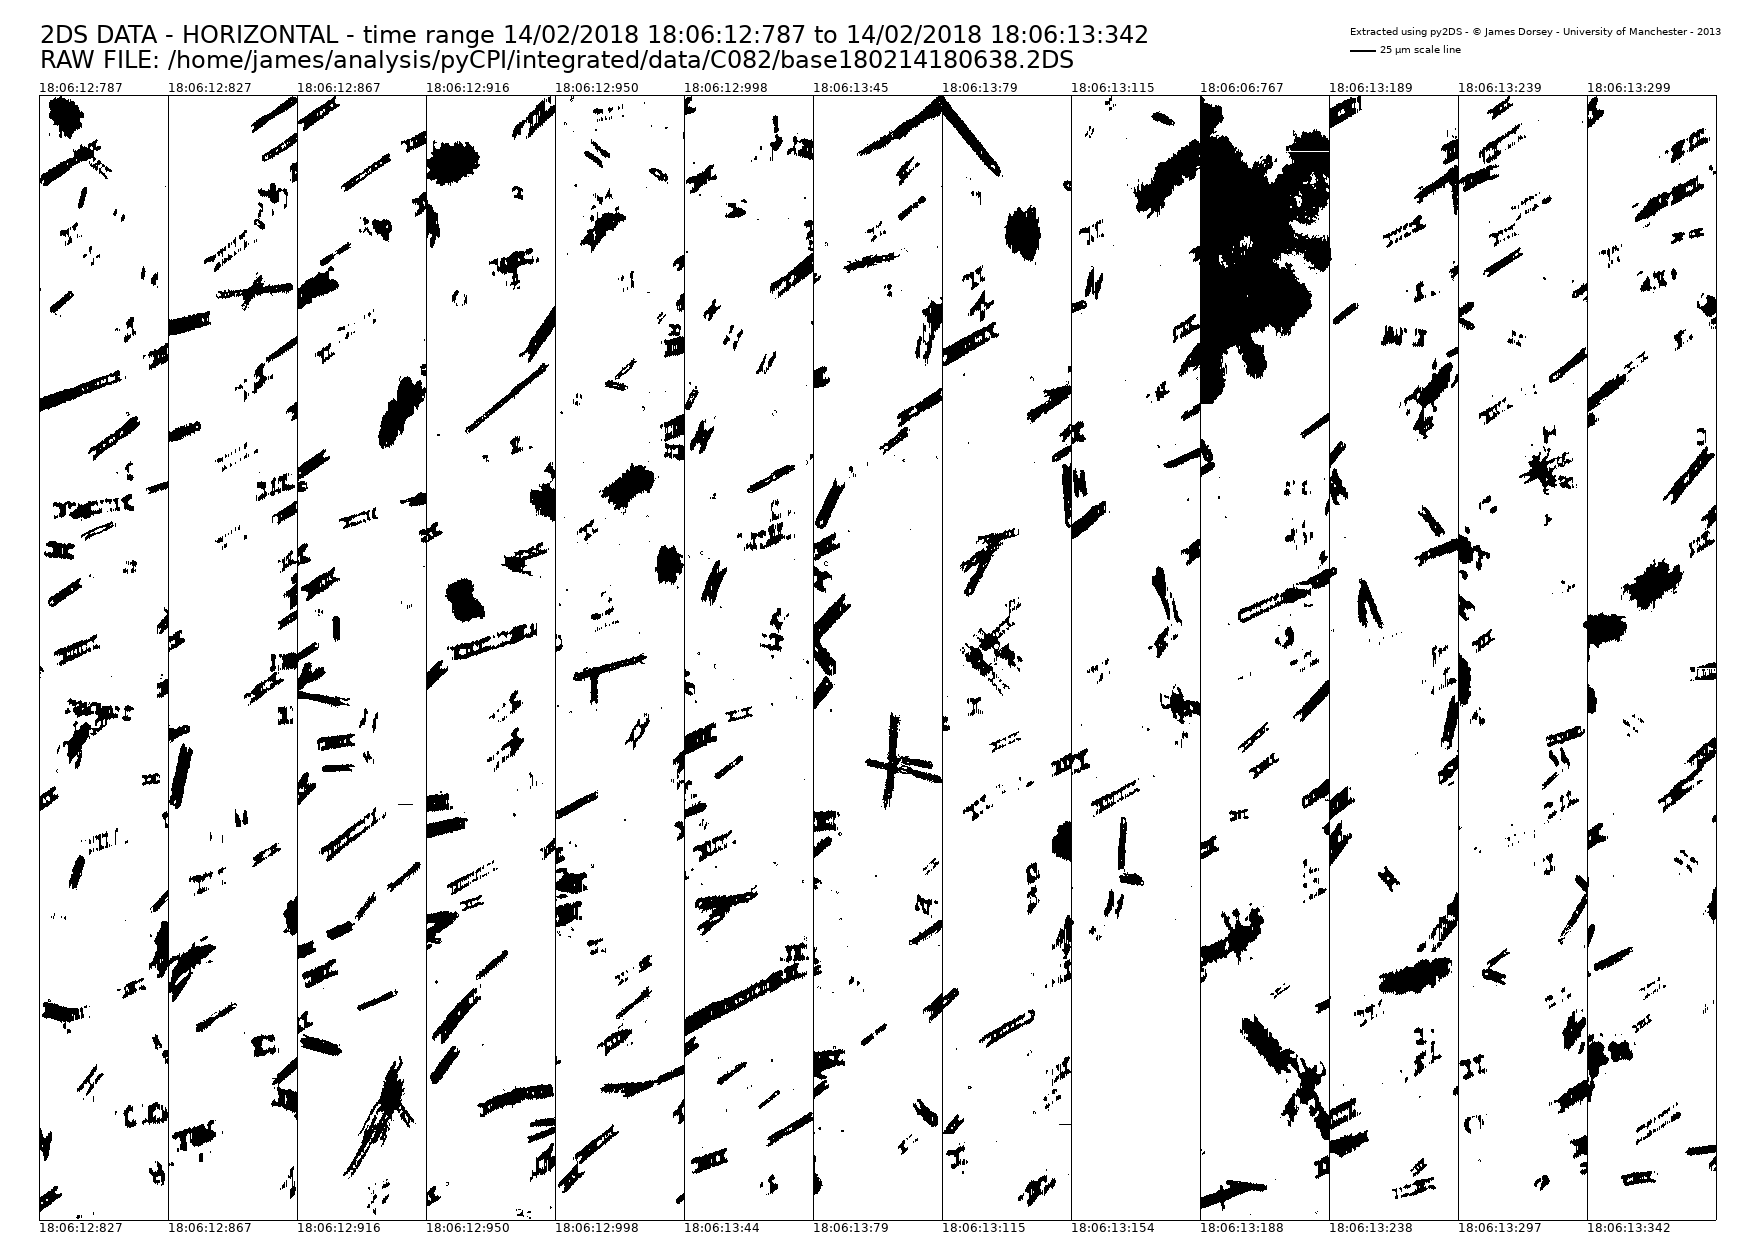 2DS DATA - HORIZONTAL - time range 14/02/2018 18:06:12:787 to 14/02/2018 18:06:13:342
RAW FILE: /home/james/analysis/pyCPI/integrated/data/C082/base180214180638.2DS
Extracted using py2DS - © James Dorsey - University of Manchester - 2013
25 µm scale line
18:06:12:787 18:06:12:827 18:06:12:867 18:06:12:916 18:06:12:950 18:06:12:998 18:06:13:45 18:06:13:79 18:06:13:115 18:06:06:767 18:06:13:189 18:06:13:239 18:06:13:299
18:06:12:827 18:06:12:867 18:06:12:916 18:06:12:950 18:06:12:998 18:06:13:44 18:06:13:79 18:06:13:115 18:06:13:154 18:06:13:188 18:06:13:238 18:06:13:297 18:06:13:342